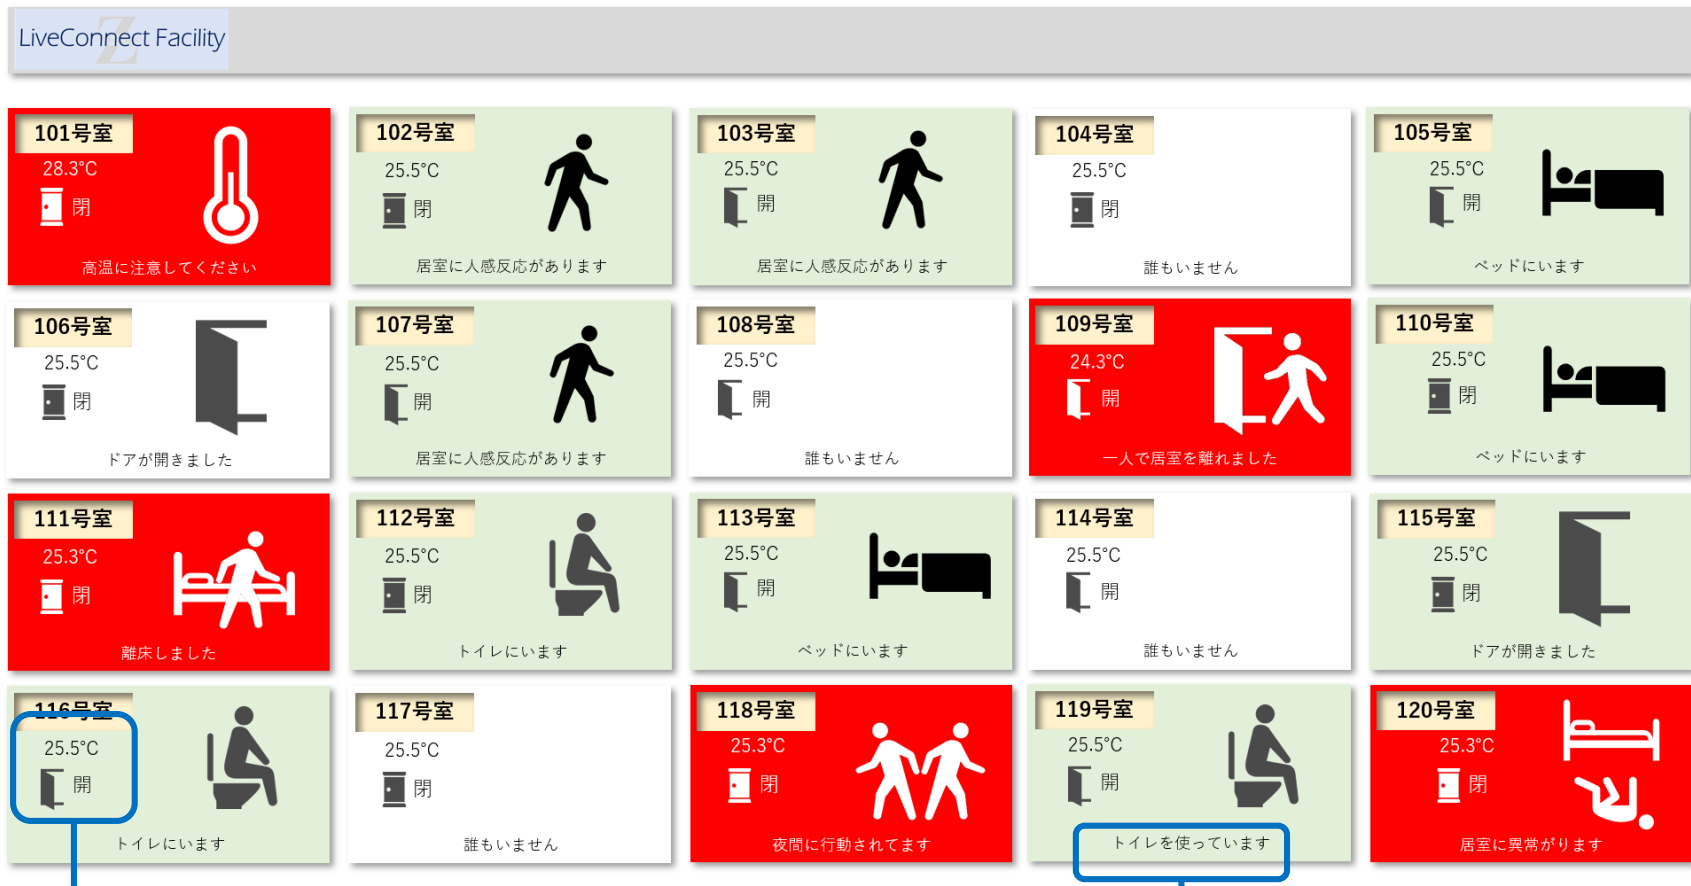 LiveConnect Facility
Z
101号室
28.3°C
閉
高温に注意してください
102号室
25.5°C
閉
居室に人感反応があります
103号室
25.5°C
開
居室に人感反応があります
104号室
25.5°C
閉
誰もいません
105号室
25.5°C
開
ベッドにいます
106号室
25.5°C
閉
ドアが開きました
107号室
25.5°C
開
居室に人感反応があります
108号室
25.5°C
開
誰もいません
109号室
24.3°C
開
一人で居室を離れました
110号室
25.5°C
閉
ベッドにいます
111号室
25.3°C
閉
離床しました
112号室
25.5°C
閉
トイレにいます
113号室
25.5°C
開
ベッドにいます
114号室
25.5°C
開
誰もいません
115号室
25.5°C
閉
ドアが開きました
116号室
25.5°C
開
トイレにいます
117号室
25.5°C
閉
誰もいません
118号室
25.3°C
閉
夜間に行動されてます
119号室
25.5°C
開
トイレを使っています
120号室
25.3°C
閉
居室に異常がります